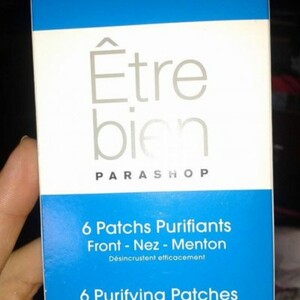 Être
bien
PARASHOP
6 Patchs Purifiants
Front - Nez - Menton
Désincrustent efficacement
6 Purifying Patches